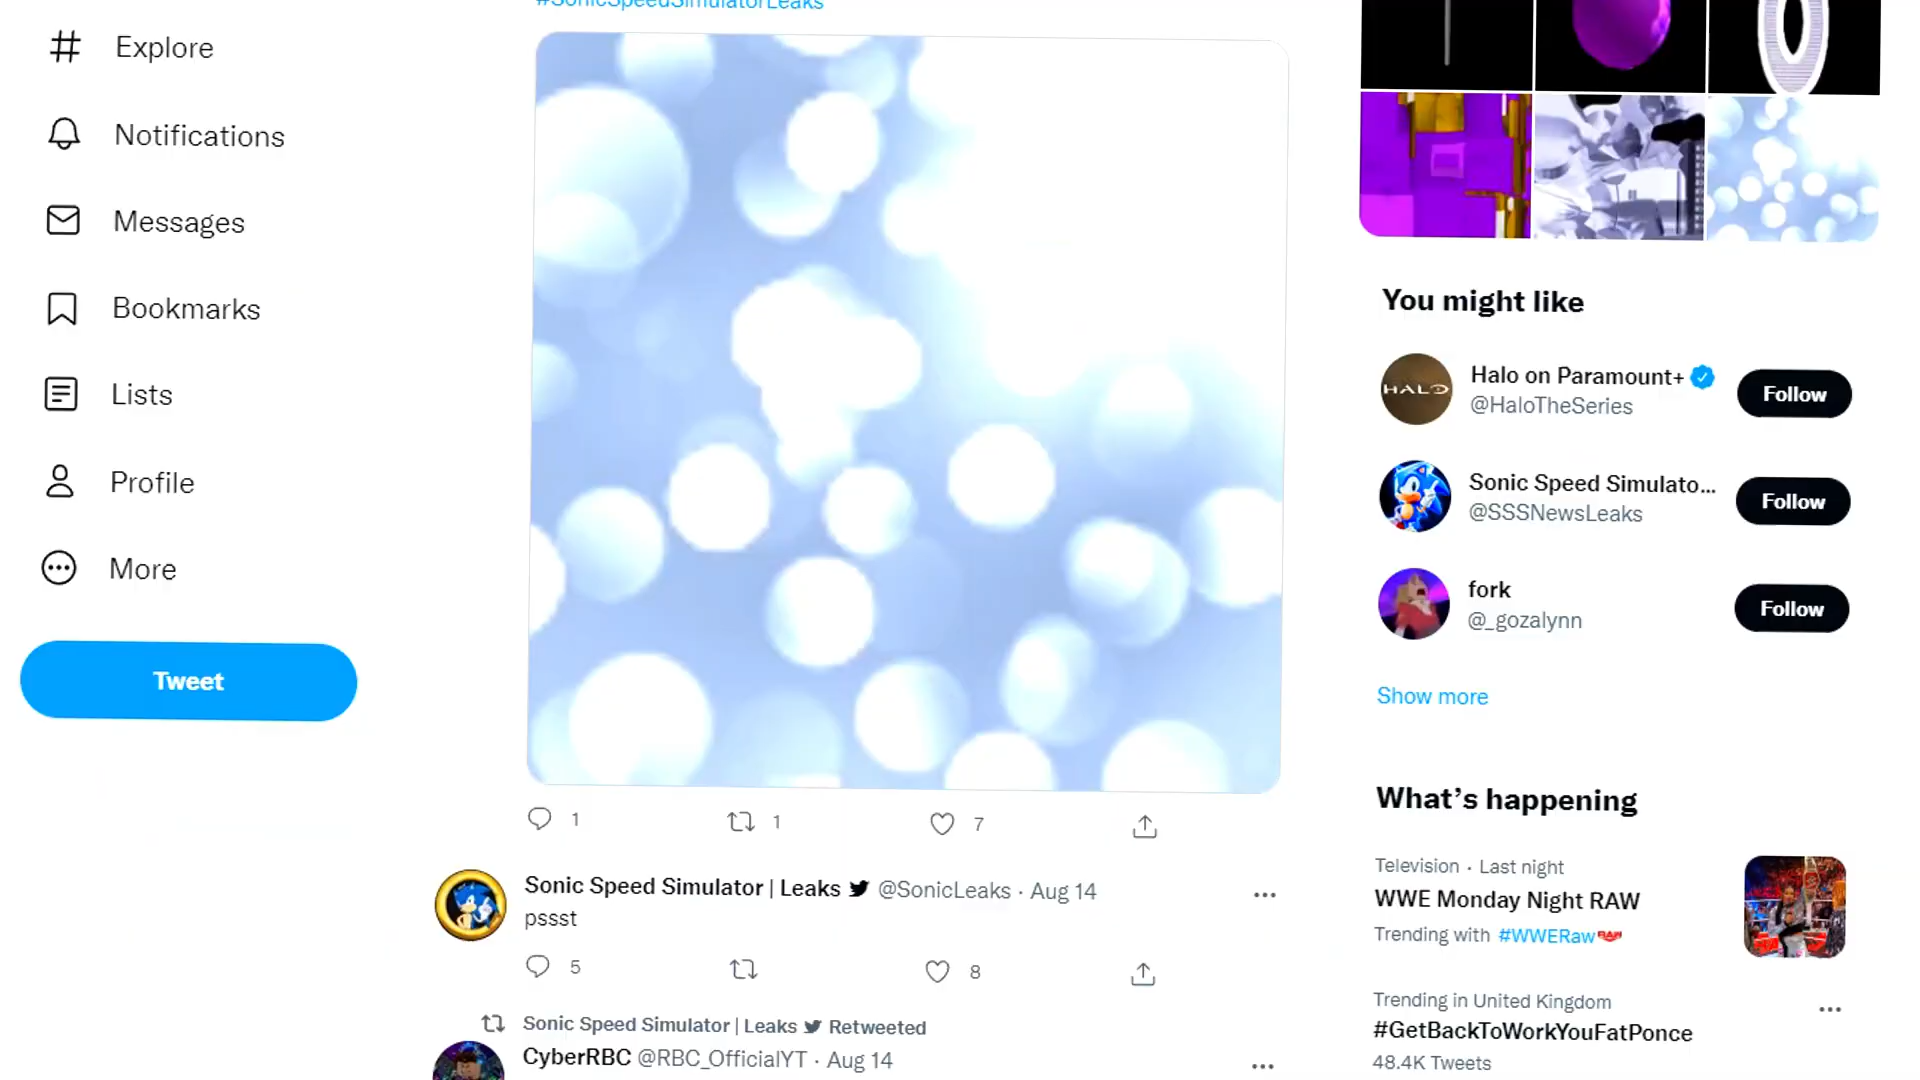 #SonicSpeedSimulatorLeaks
Explore
Notifications
Messages
Bookmarks
Lists
Profile
More
Tweet
1
1
7
Sonic Speed Simulator | Leaks @SonicLeaks · Aug 14
pssst
5
8
Sonic Speed Simulator | Leaks Retweeted
CyberRBC @RBC_OfficialYT · Aug 14
You might like
HALO
Halo on Paramount+
@HaloTheSeries
Follow
Sonic Speed Simulato...
@SSSNewsLeaks
Follow
fork
@_gozalynn
Follow
Show more
What's happening
Television · Last night
WWE Monday Night RAW
Trending with #WWERaw
Trending in United Kingdom
#GetBackToWorkYouFatPonce
48.4K Tweets